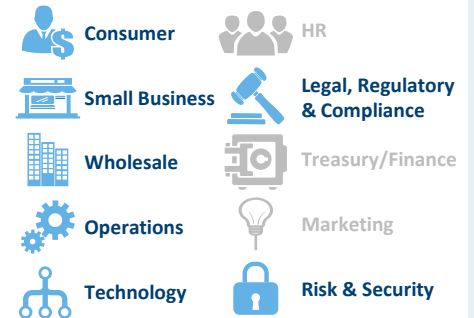 Consumer
HR
Small Business
Legal, Regulatory
& Compliance
Wholesale
Treasury/Finance
Operations
Marketing
Technology
Risk & Security